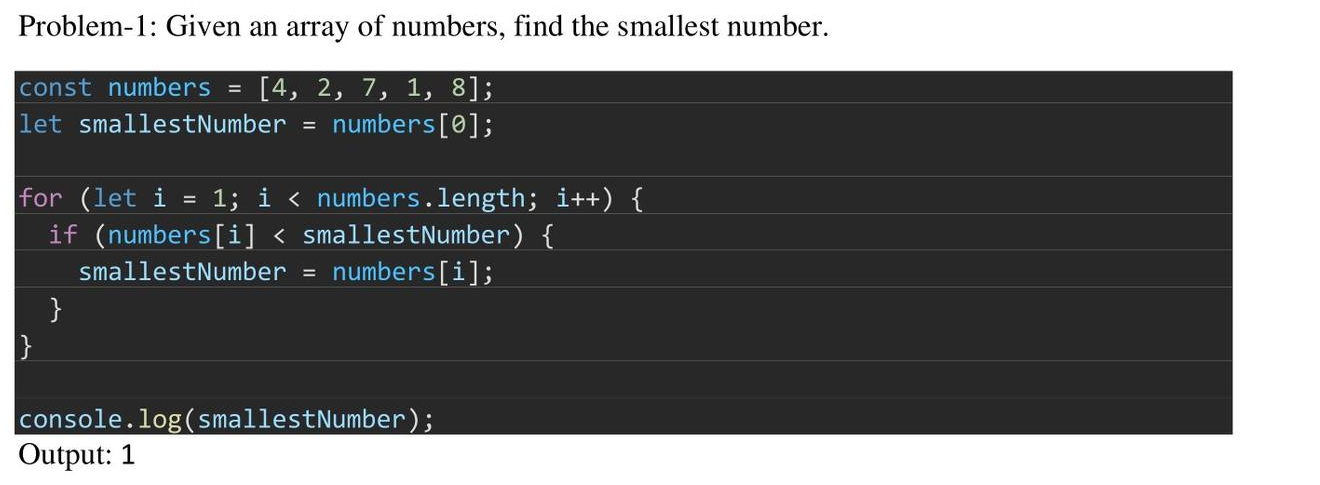 Problem-1: Given an array of numbers, find the smallest number.
const numbers = [4, 2, 7, 1, 8];
let smallestNumber = numbers[0];
for (let i = 1; i < numbers.length; i++) {
  if (numbers[i] < smallestNumber) {
    smallestNumber = numbers[i];
  }
}
console.log(smallestNumber);
Output: 1